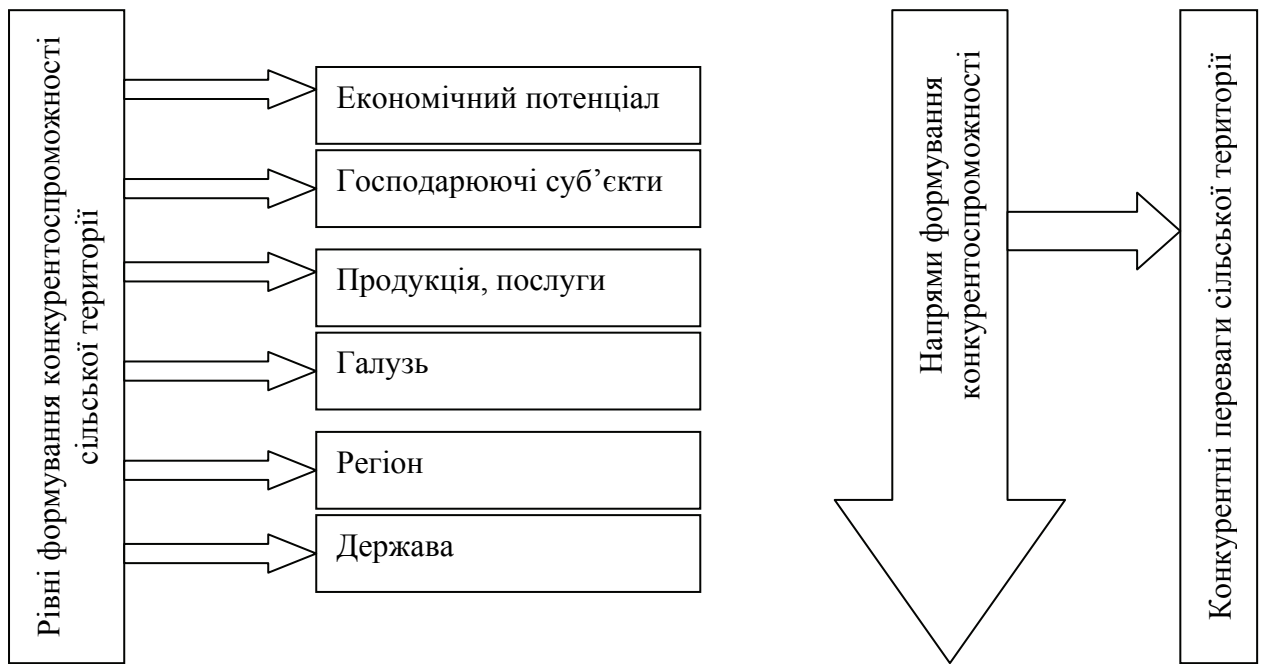 Рівні формування конкурентоспроможності
сільської території
Економічний потенціал
Господарюючі суб’єкти
Продукція, послуги
Галузь
Регіон
Держава
Напрями формування
конкурентоспроможності
Конкурентні переваги сільської території